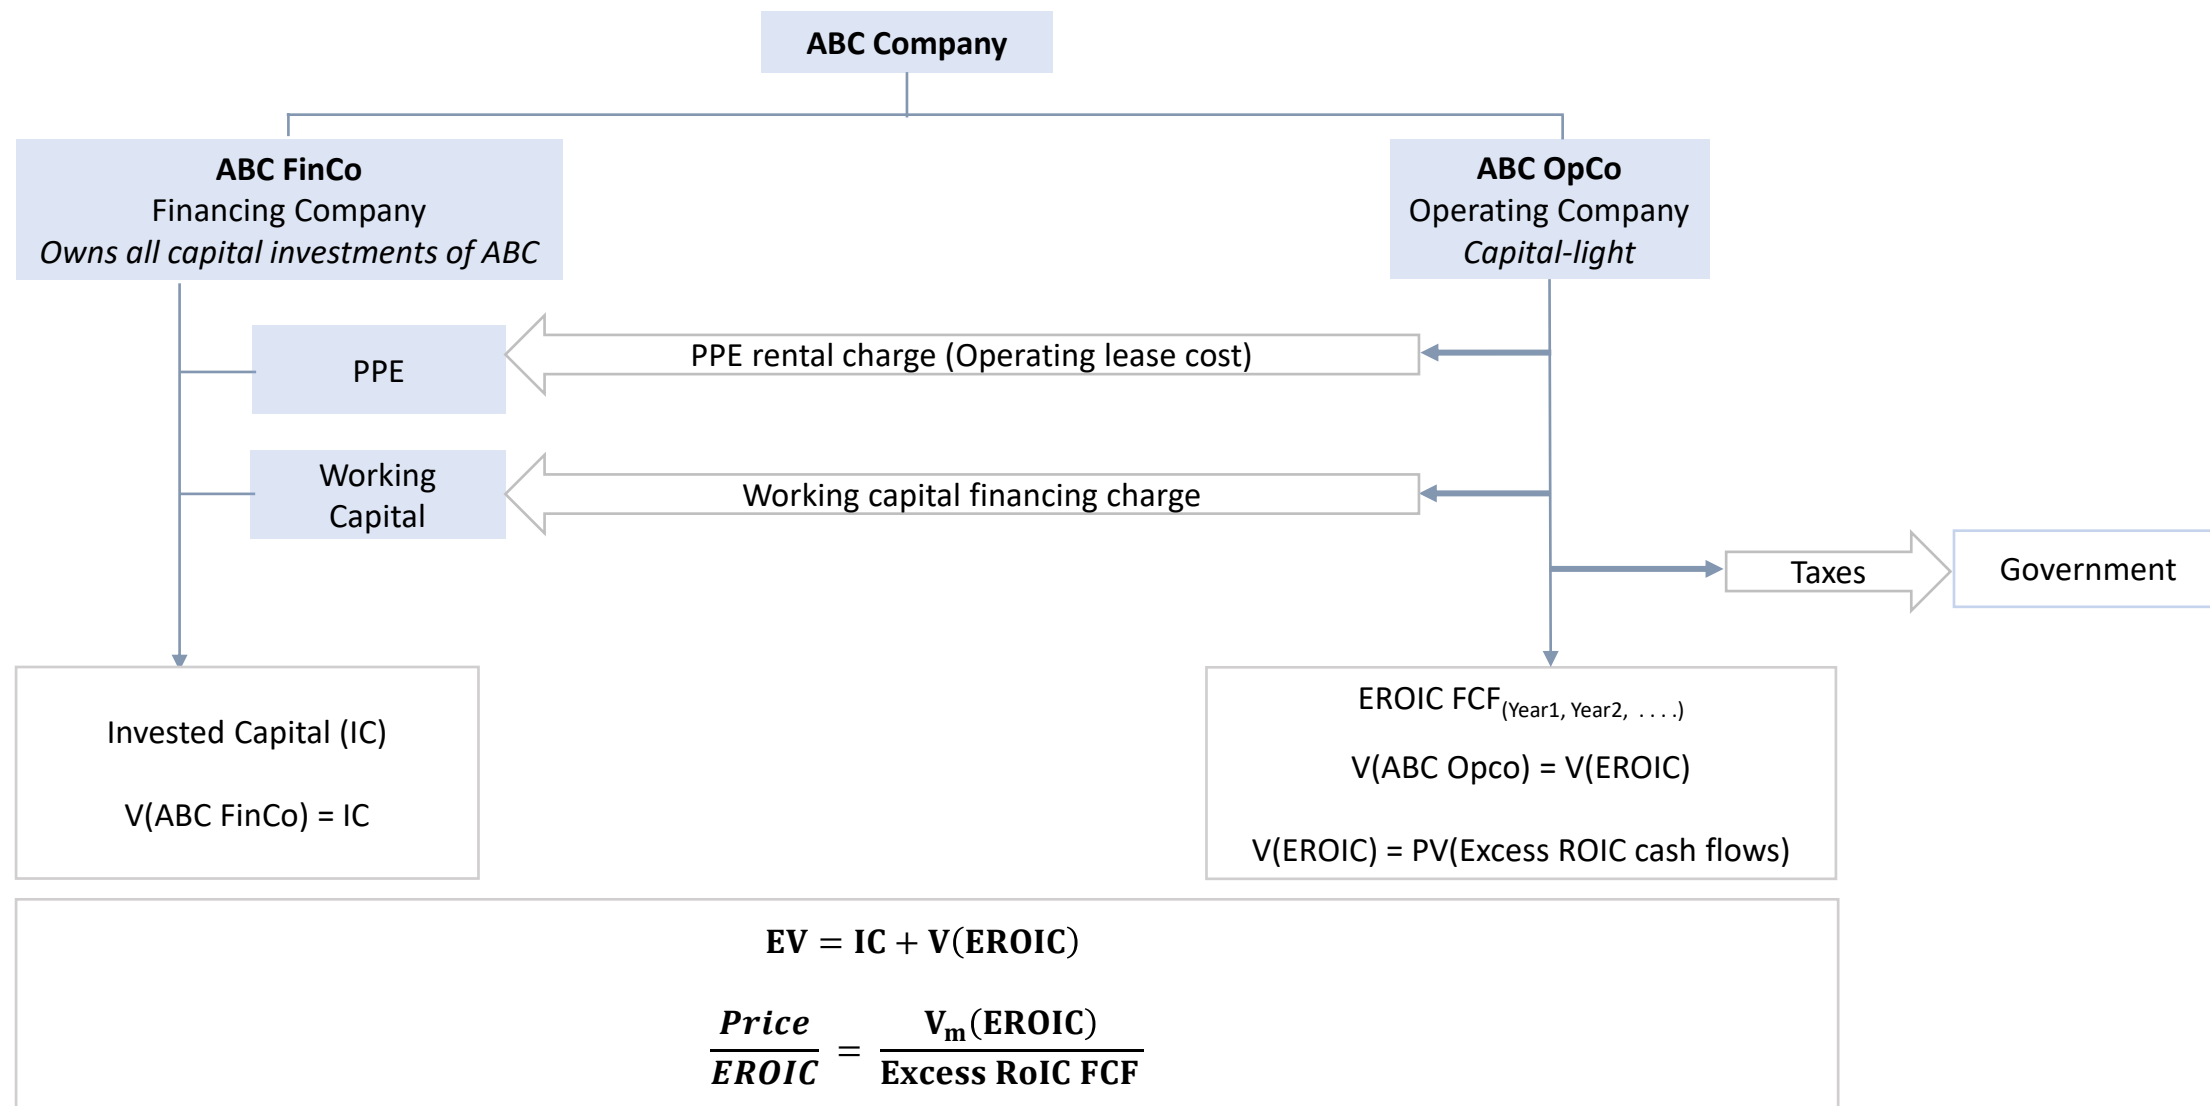 ABC Company
ABC FinCo
Financing Company
Owns all capital investments of ABC
ABC OpCo
Operating Company
Capital-light
PPE
PPE rental charge (Operating lease cost)
Working
Capital
Working capital financing charge
Taxes
Government
Invested Capital (IC)
V(ABC FinCo) = IC
EROIC FCF(Year1, Year2, . . . .)
V(ABC Opco) = V(EROIC)
V(EROIC) = PV(Excess ROIC cash flows)
EV = IC + V(EROIC)
Price/EROIC = Vm(EROIC)/Excess RoIC FCF